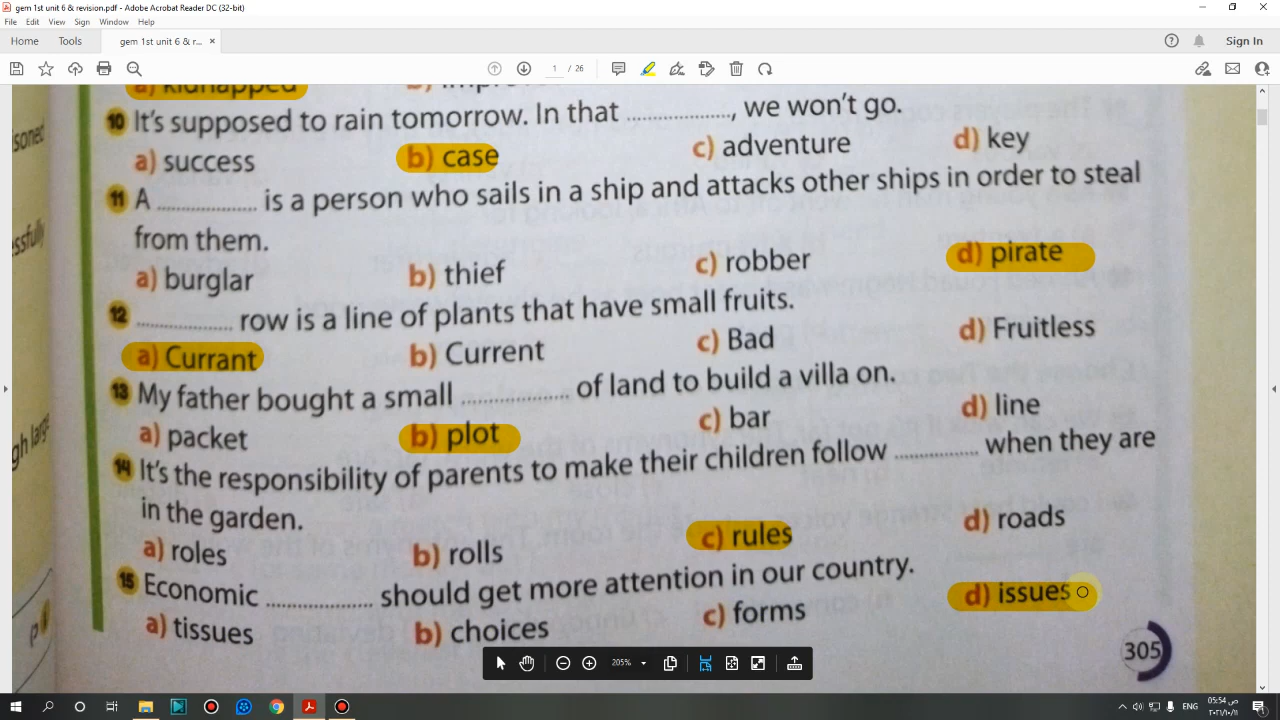 gem 1st unit 6 & revision.pdf - Adobe Acrobat Reader DC (32-bit)
File Edit View Sign Window Help
Home Tools gem 1st unit 6 & r... × Sign In
1 / 26
a) kidnapped
10 It's supposed to rain tomorrow. In that ................, we won't go.
a) success b) case c) adventure d) key
11 A ................ is a person who sails in a ship and attacks other ships in order to steal
from them.
a) burglar b) thief c) robber d) pirate
12 ................ row is a line of plants that have small fruits.
a) Currant b) Current c) Bad d) Fruitless
13 My father bought a small ................ of land to build a villa on.
a) packet b) plot c) bar d) line
14 It's the responsibility of parents to make their children follow ................ when they are
in the garden.
a) roles b) rolls c) rules d) roads
15 Economic ................ should get more attention in our country.
a) tissues b) choices c) forms d) issues
305
205%
ENG 05:54 ص
٢٠٢١/١٠/١١